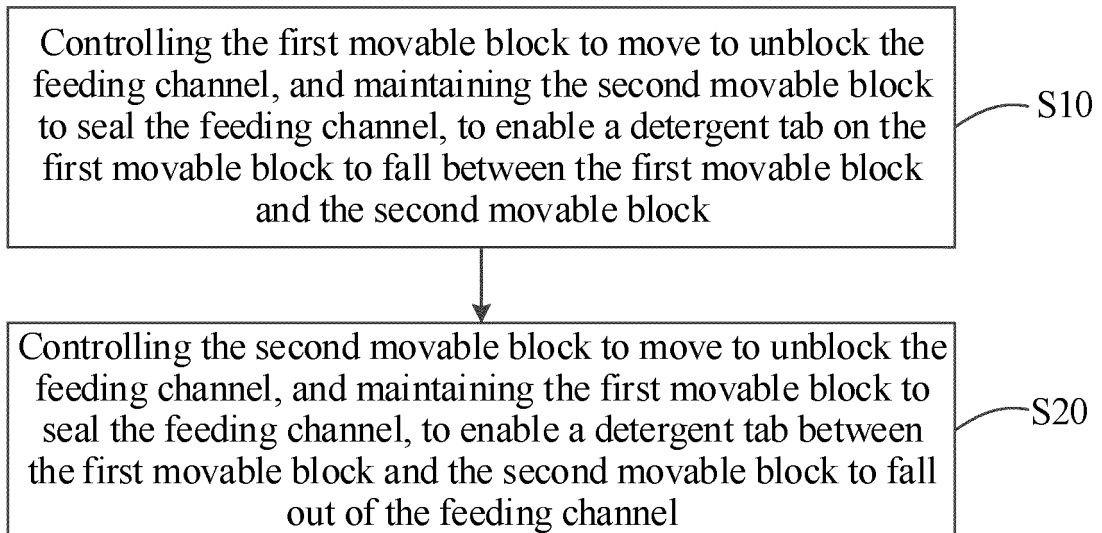 Controlling the first movable block to move to unblock the
feeding channel, and maintaining the second movable block
to seal the feeding channel, to enable a detergent tab on the
first movable block to fall between the first movable block
and the second movable block
S10
Controlling the second movable block to move to unblock the
feeding channel, and maintaining the first movable block to
seal the feeding channel, to enable a detergent tab between
the first movable block and the second movable block to fall
out of the feeding channel
S20